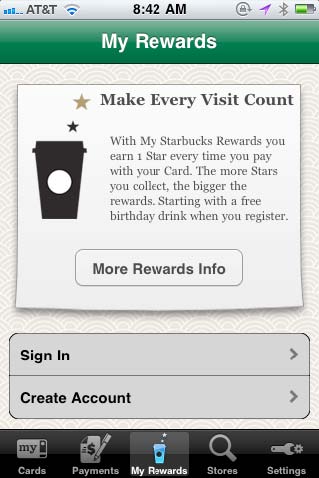 AT&T 8:42 AM
My Rewards
Make Every Visit Count
With My Starbucks Rewards you
earn 1 Star every time you pay
with your Card. The more Stars
you collect, the bigger the
rewards. Starting with a free
birthday drink when you register.
More Rewards Info
Sign In
Create Account
my
$
Cards Payments My Rewards Stores Settings